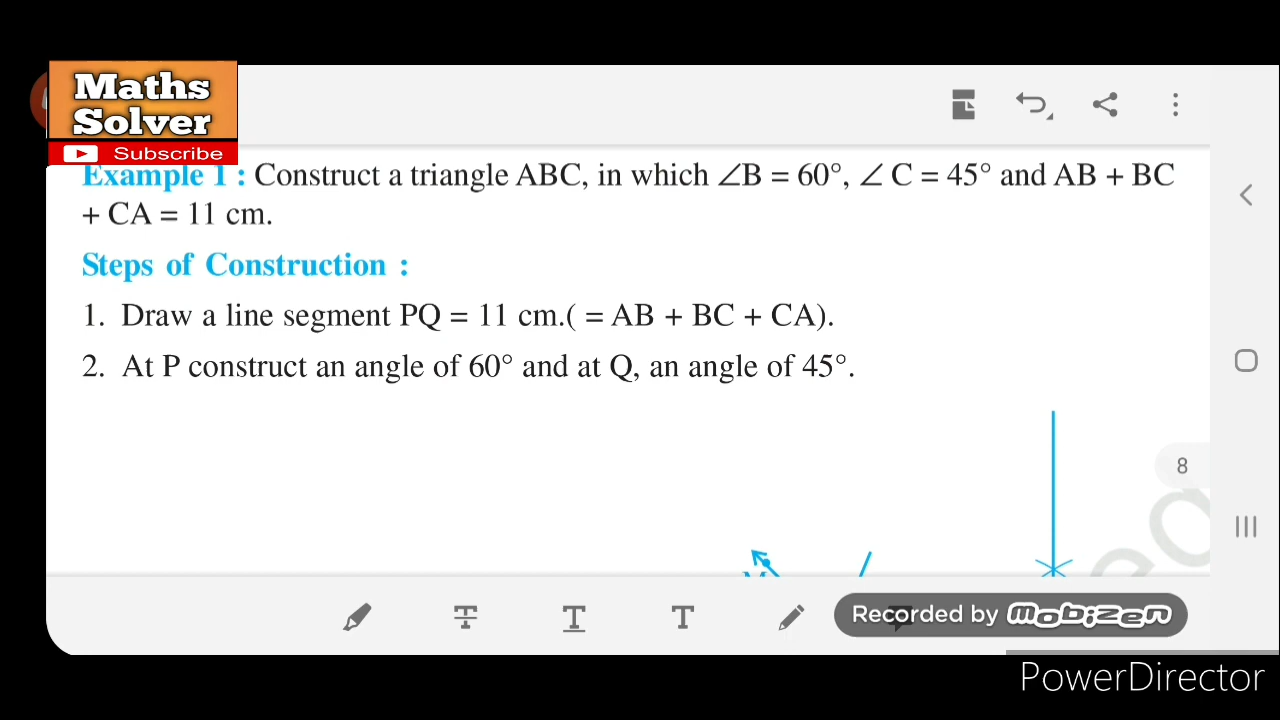 Maths
Solver
Subscribe
Example 1 : Construct a triangle ABC, in which ∠B = 60°, ∠ C = 45° and AB + BC
+ CA = 11 cm.
Steps of Construction :
1. Draw a line segment PQ = 11 cm.( = AB + BC + CA).
2. At P construct an angle of 60° and at Q, an angle of 45°.
8
T T T
Recorded by mobizen
PowerDirector